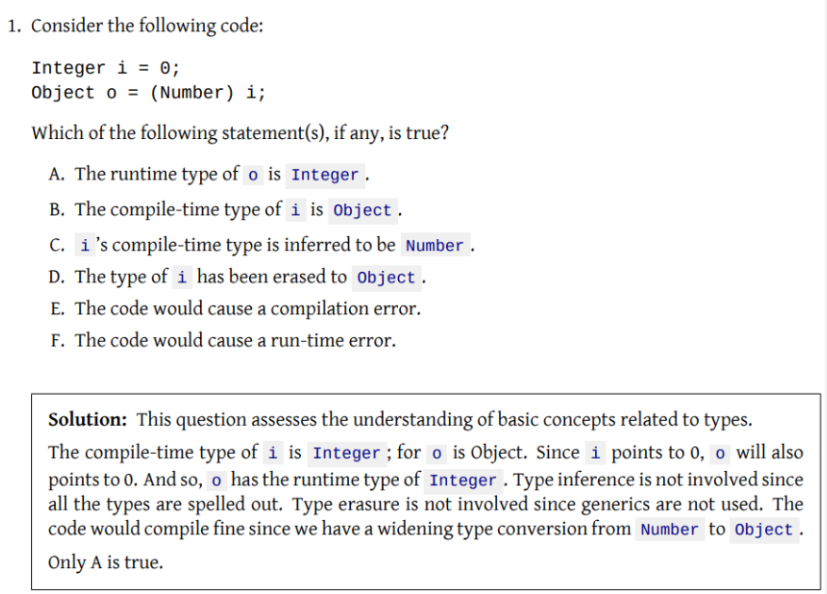 1. Consider the following code:
Integer i = 0;
Object o = (Number) i;
Which of the following statement(s), if any, is true?
A. The runtime type of o is Integer.
B. The compile-time type of i is Object.
C. i's compile-time type is inferred to be Number.
D. The type of i has been erased to Object.
E. The code would cause a compilation error.
F. The code would cause a run-time error.
Solution: This question assesses the understanding of basic concepts related to types.
The compile-time type of i is Integer; for o is Object. Since i points to 0, o will also
points to 0. And so, o has the runtime type of Integer. Type inference is not involved since
all the types are spelled out. Type erasure is not involved since generics are not used. The
code would compile fine since we have a widening type conversion from Number to Object.
Only A is true.